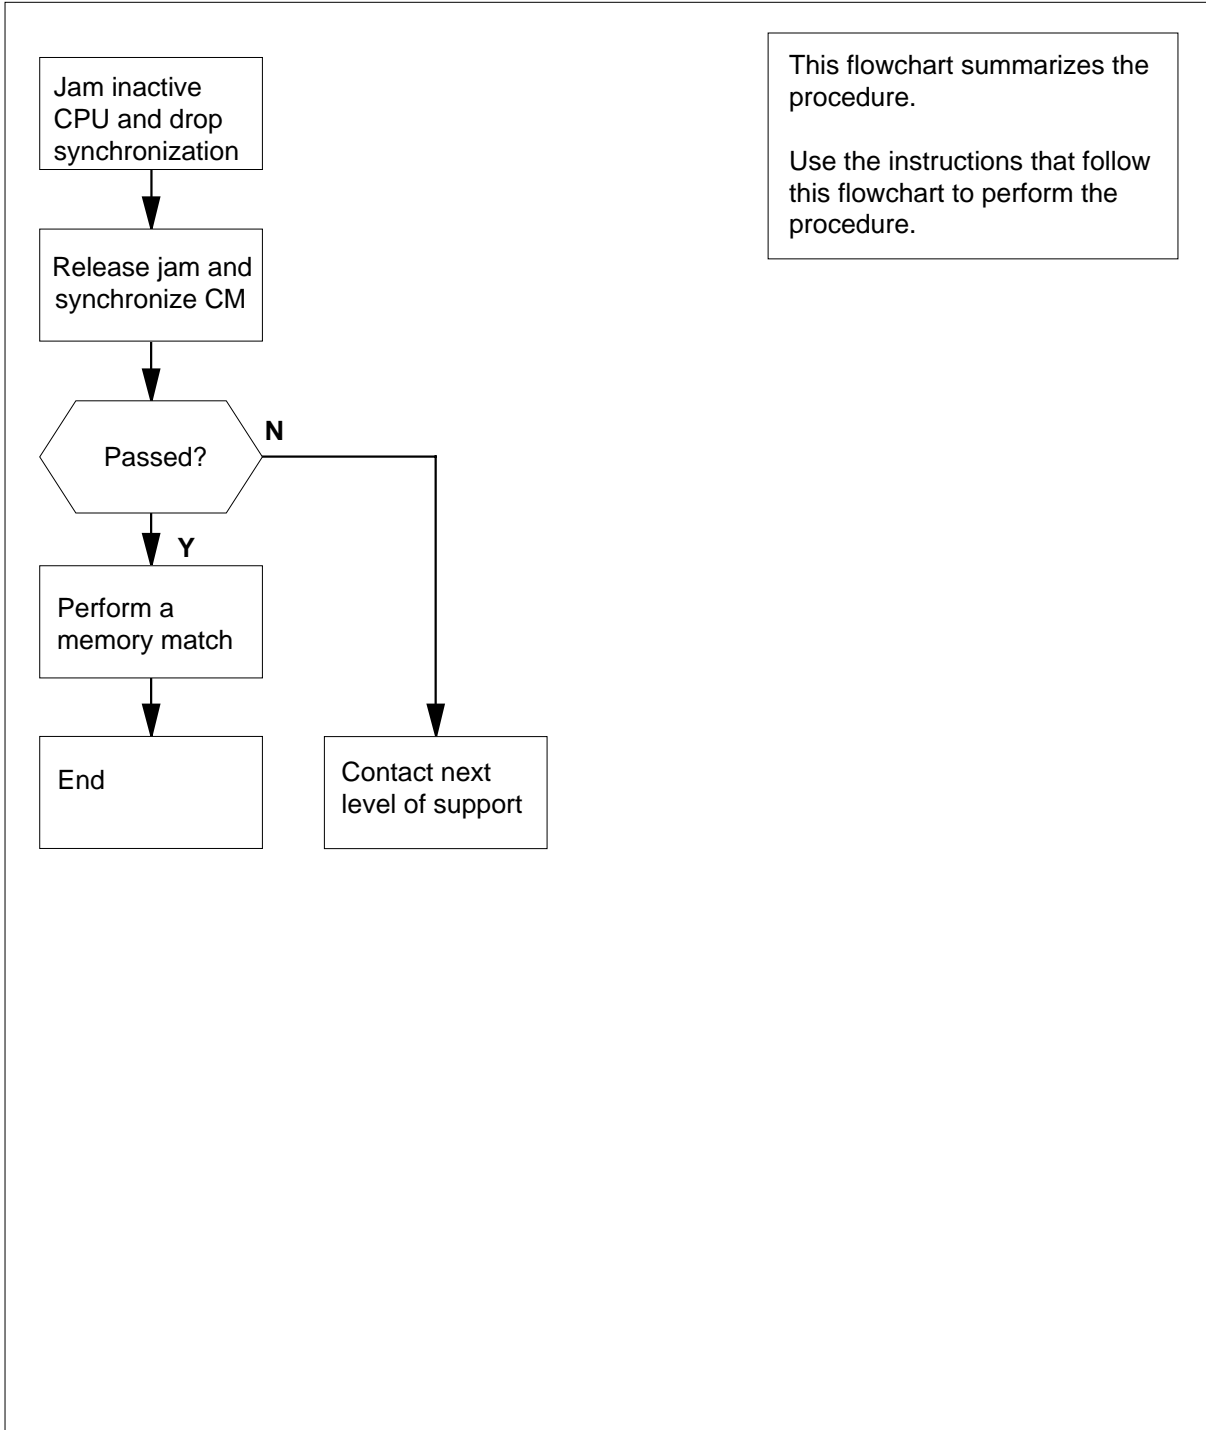 Jam inactive
CPU and drop
synchronization
This flowchart summarizes the
procedure.
Use the instructions that follow
this flowchart to perform the
procedure.
Release jam and
synchronize CM
Passed?
N
Y
Perform a
memory match
End
Contact next
level of support